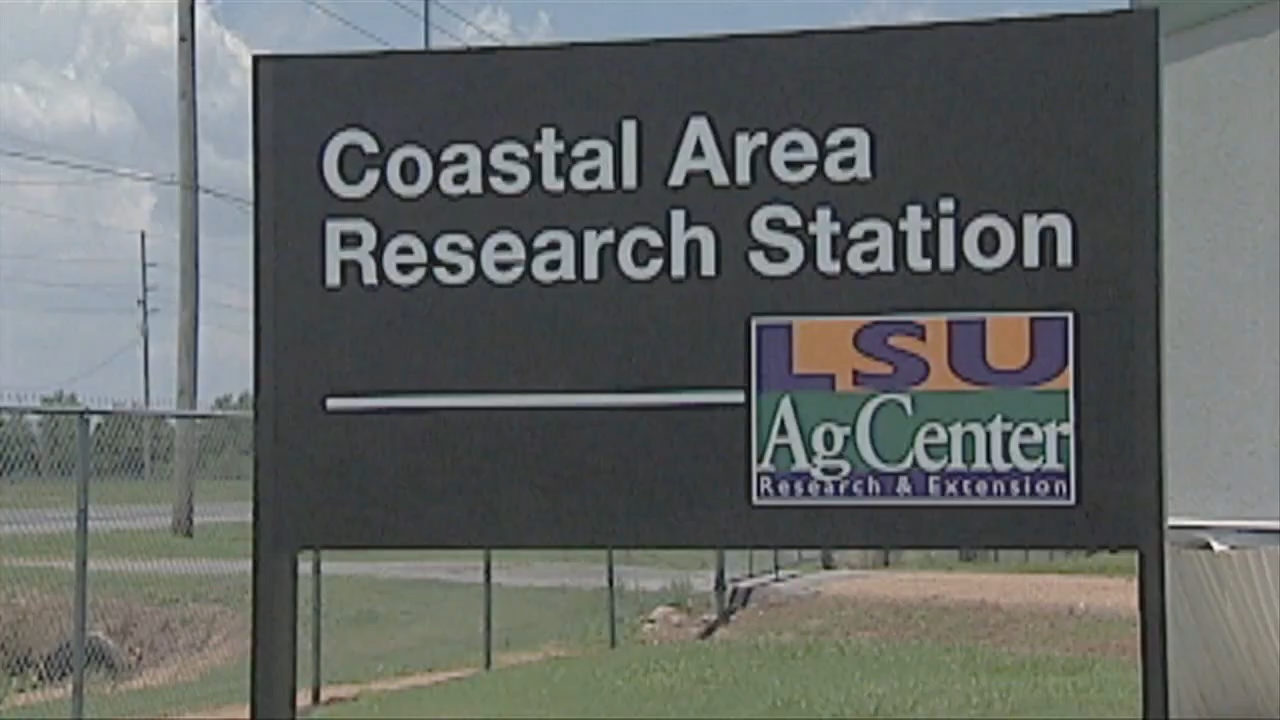 Coastal Area
Research Station
LSU
AgCenter
Research & Extension